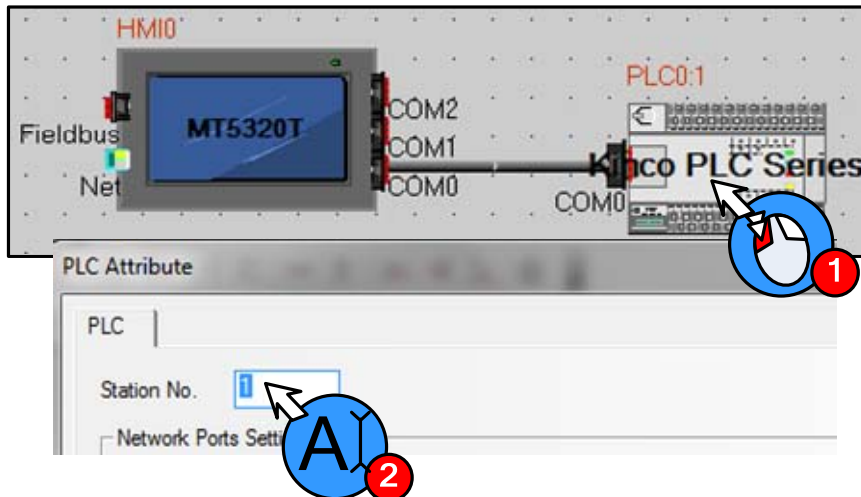 HMI0
PLC0:1
MT5320T
Fieldbus
Net
COM2
COM1
COM0
COM0
Kinco PLC Series
1
PLC Attribute
PLC
Station No. 1
Network Ports Setti
A
2